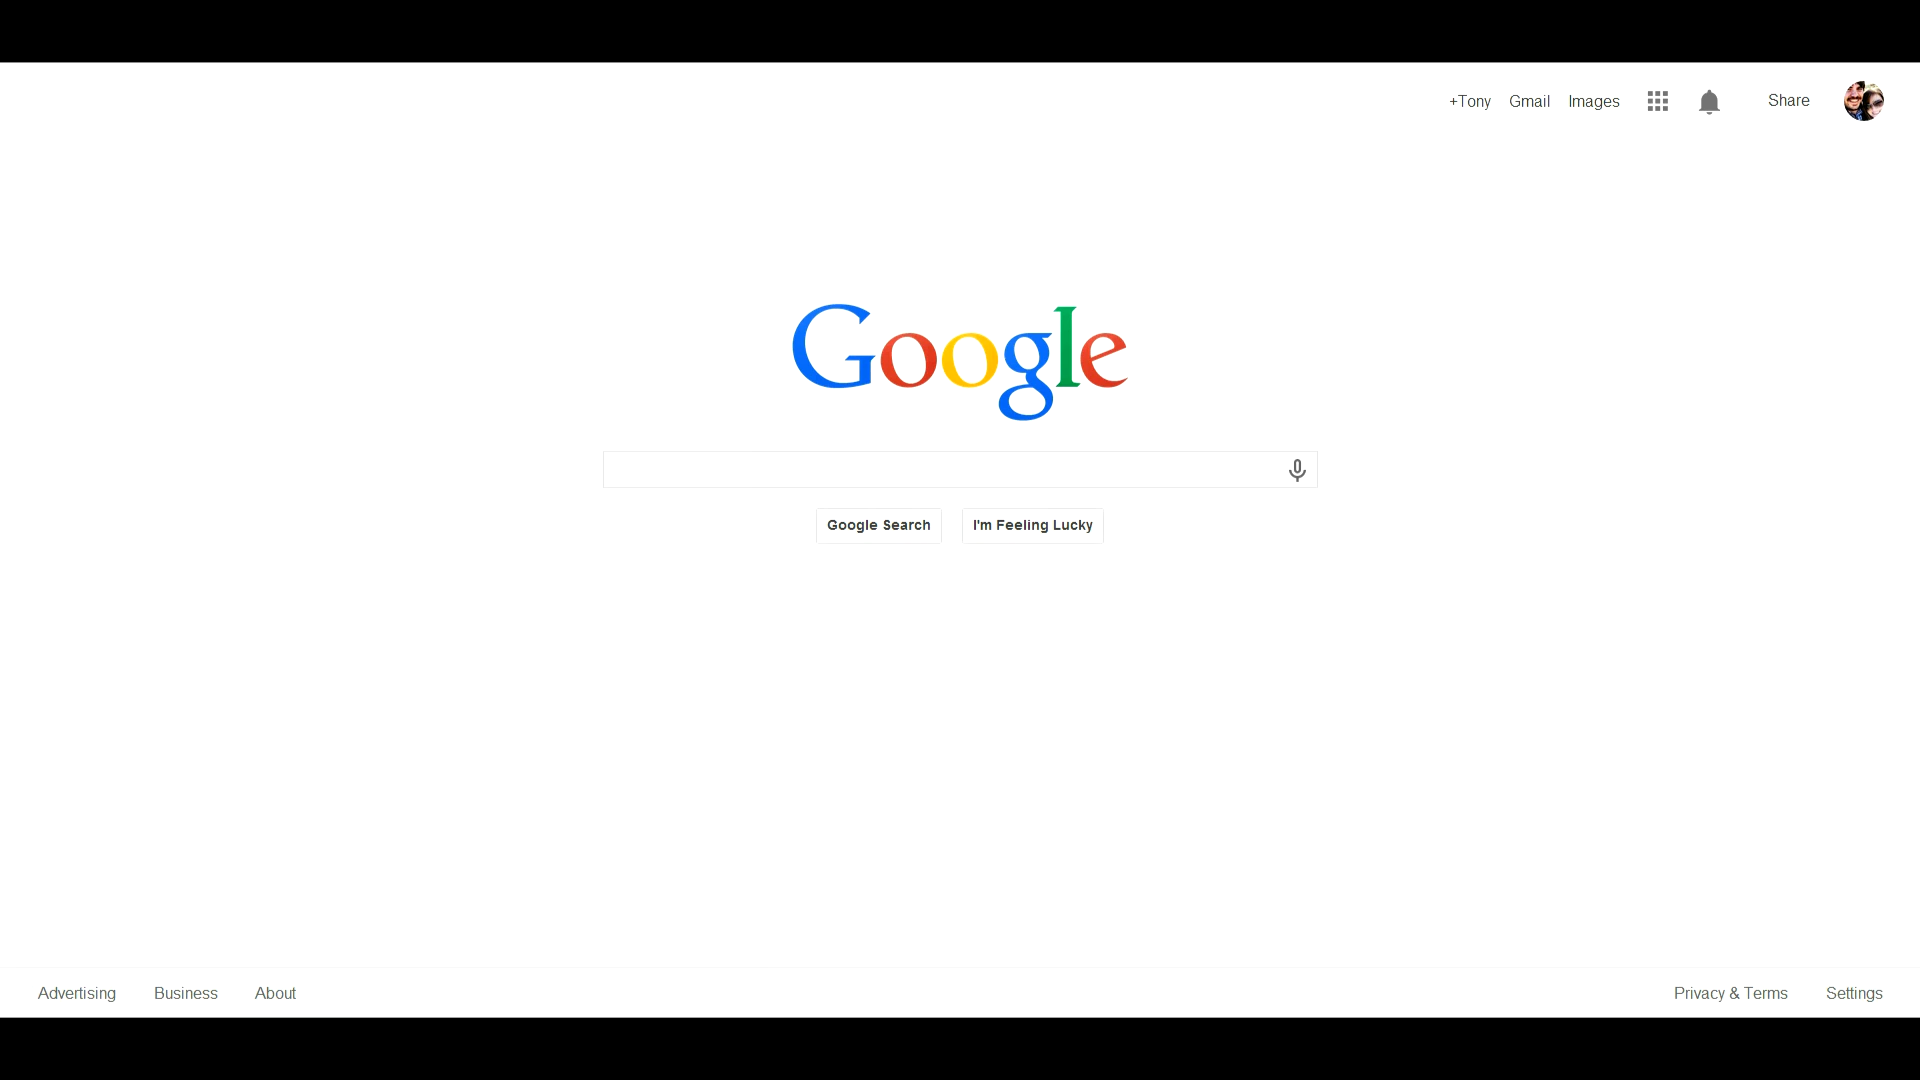 +Tony Gmail Images Share
Google
Google Search I'm Feeling Lucky
Advertising Business About Privacy & Terms Settings